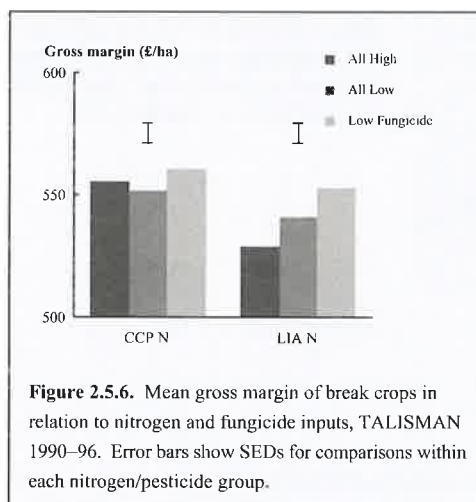 Gross margin (£/ha)
600
550
500
All High
All Low
Low Fungicide
CCP N
LIA N
Figure 2.5.6. Mean gross margin of break crops in
relation to nitrogen and fungicide inputs, TALISMAN
1990–96. Error bars show SEDs for comparisons within
each nitrogen/pesticide group.